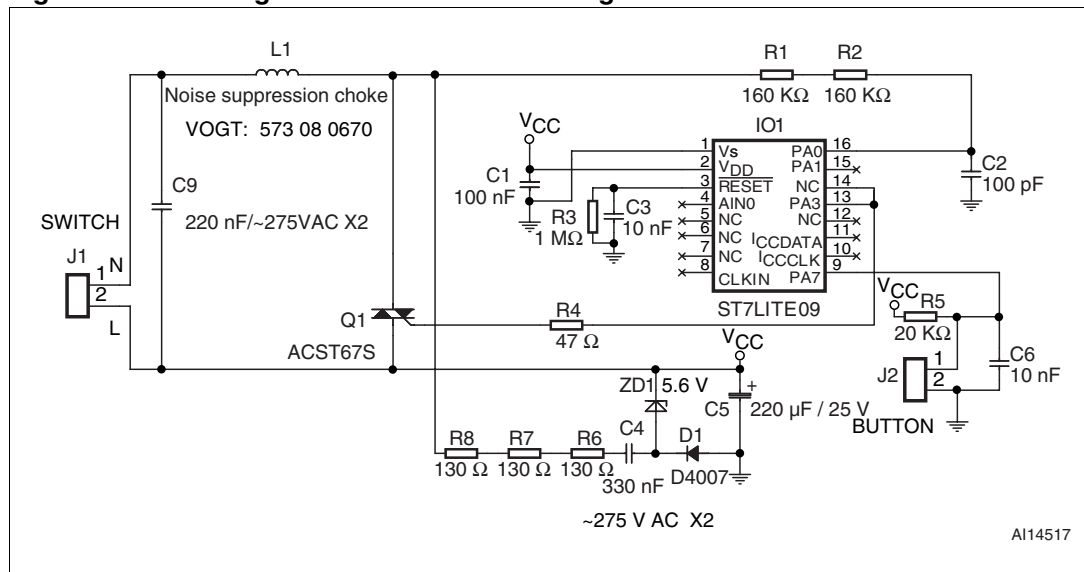 L1
Noise suppression choke
VOGT: 573 08 0670
R1
160 KΩ
R2
160 KΩ
VCC
IO1
C1
100 nF
R3
1 MΩ
C3
10 nF
1 Vs
2 VDD
3 RESET
4 AIN0
5 NC
6 NC
7 NC
8 CLKIN
PA0 16
PA1 15
NC 14
PA3 13
NC 12
ICCDATA 11
ICCCLK 10
PA7 9
ST7LITE09
C2
100 pF
C9
220 nF/~275VAC X2
SWITCH
J1
1 N
2
L
Q1
ACST67S
R4
47 Ω
VCC
R5
20 KΩ
J2
1
2
BUTTON
C6
10 nF
VCC
ZD1 5.6 V
C5
+
220 µF / 25 V
R8
130 Ω
R7
130 Ω
R6
130 Ω
C4
330 nF
D1
D4007
~275 V AC X2
AI14517